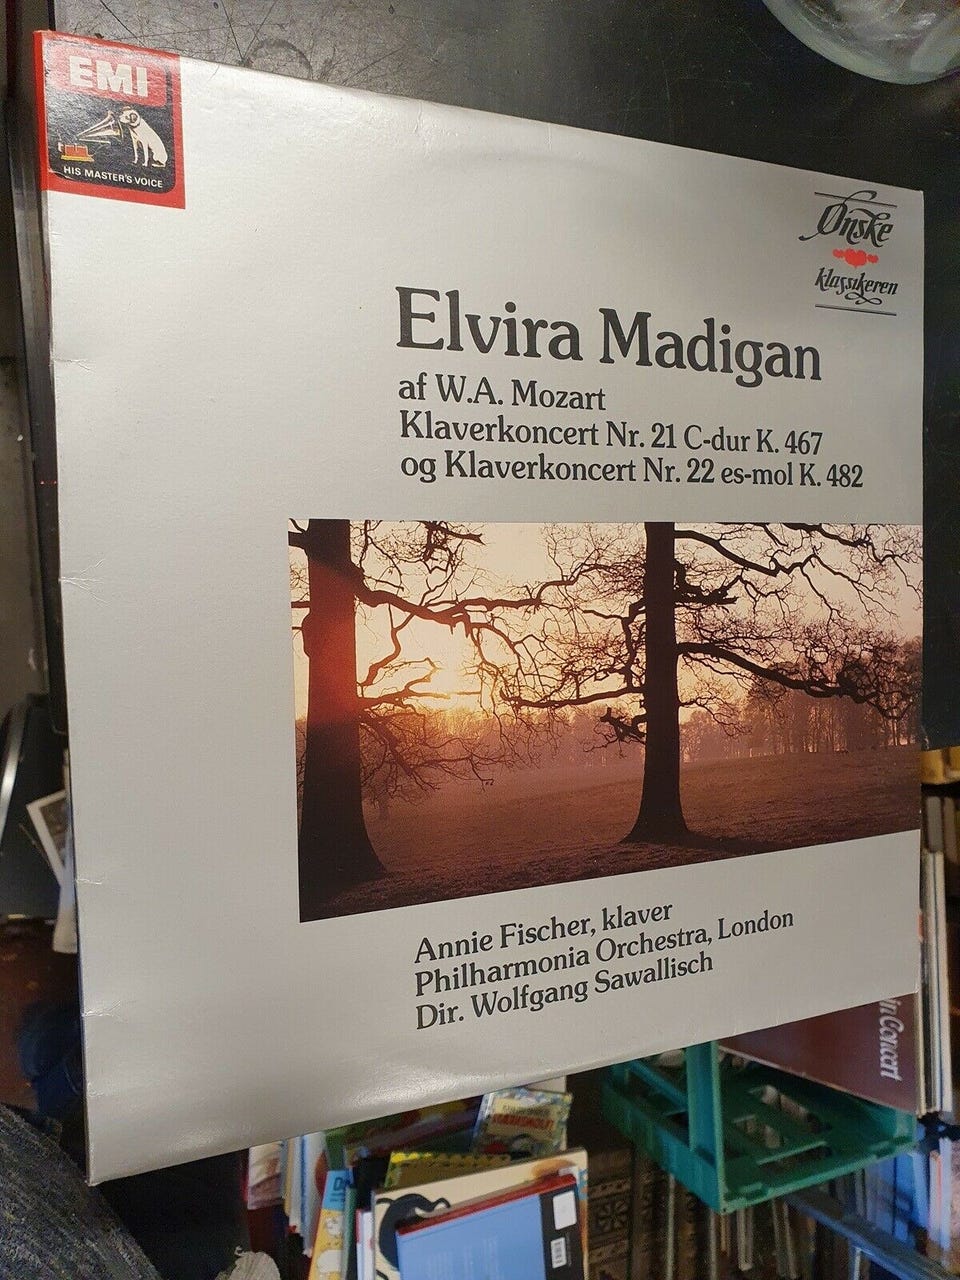 EMI
HIS MASTER'S VOICE
Ønske
klassikeren
Elvira Madigan
af W.A. Mozart
Klaverkoncert Nr. 21 C-dur K. 467
og Klaverkoncert Nr. 22 es-mol K. 482
Annie Fischer, klaver
Philharmonia Orchestra, London
Dir. Wolfgang Sawallisch
in Concert